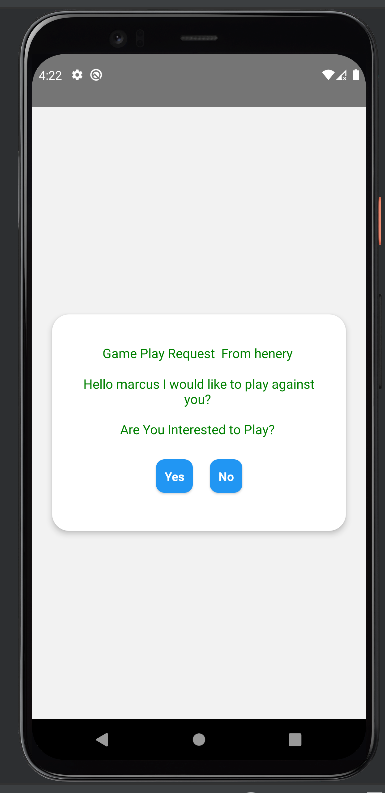 4:22
Game Play Request  From henery
Hello marcus I would like to play against
you?
Are You Interested to Play?
Yes No